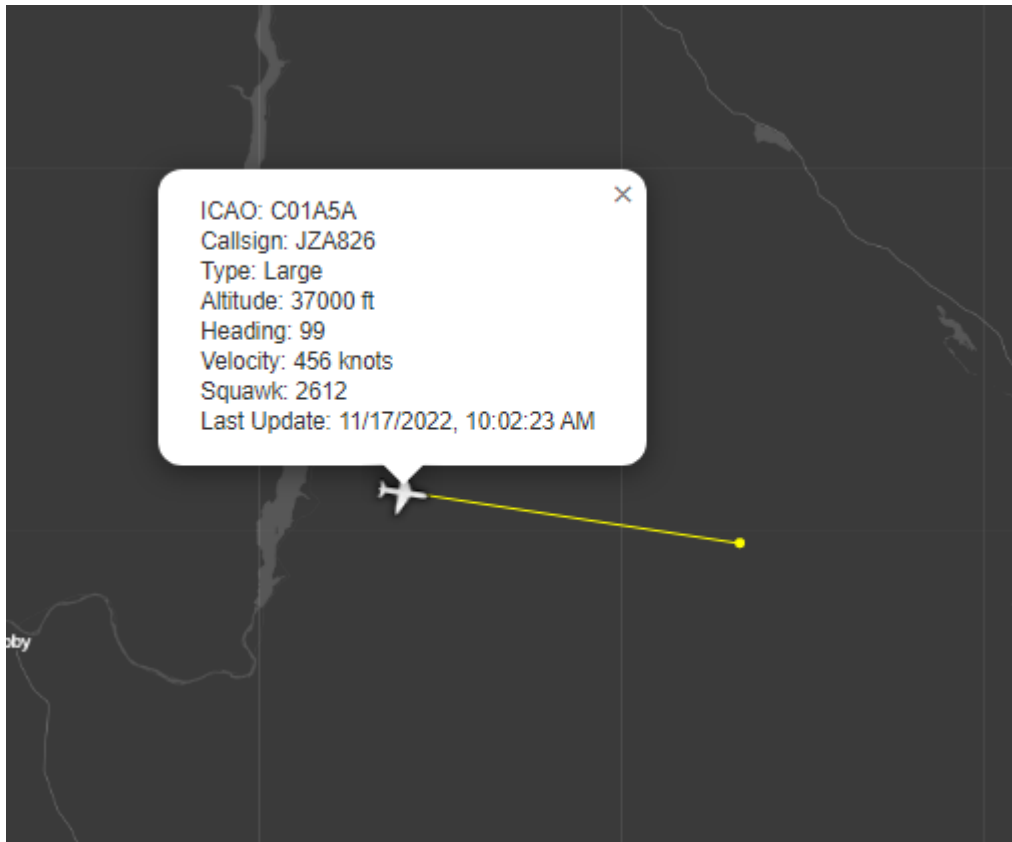 ICAO: C01A5A
Callsign: JZA826
Type: Large
Altitude: 37000 ft
Heading: 99
Velocity: 456 knots
Squawk: 2612
Last Update: 11/17/2022, 10:02:23 AM